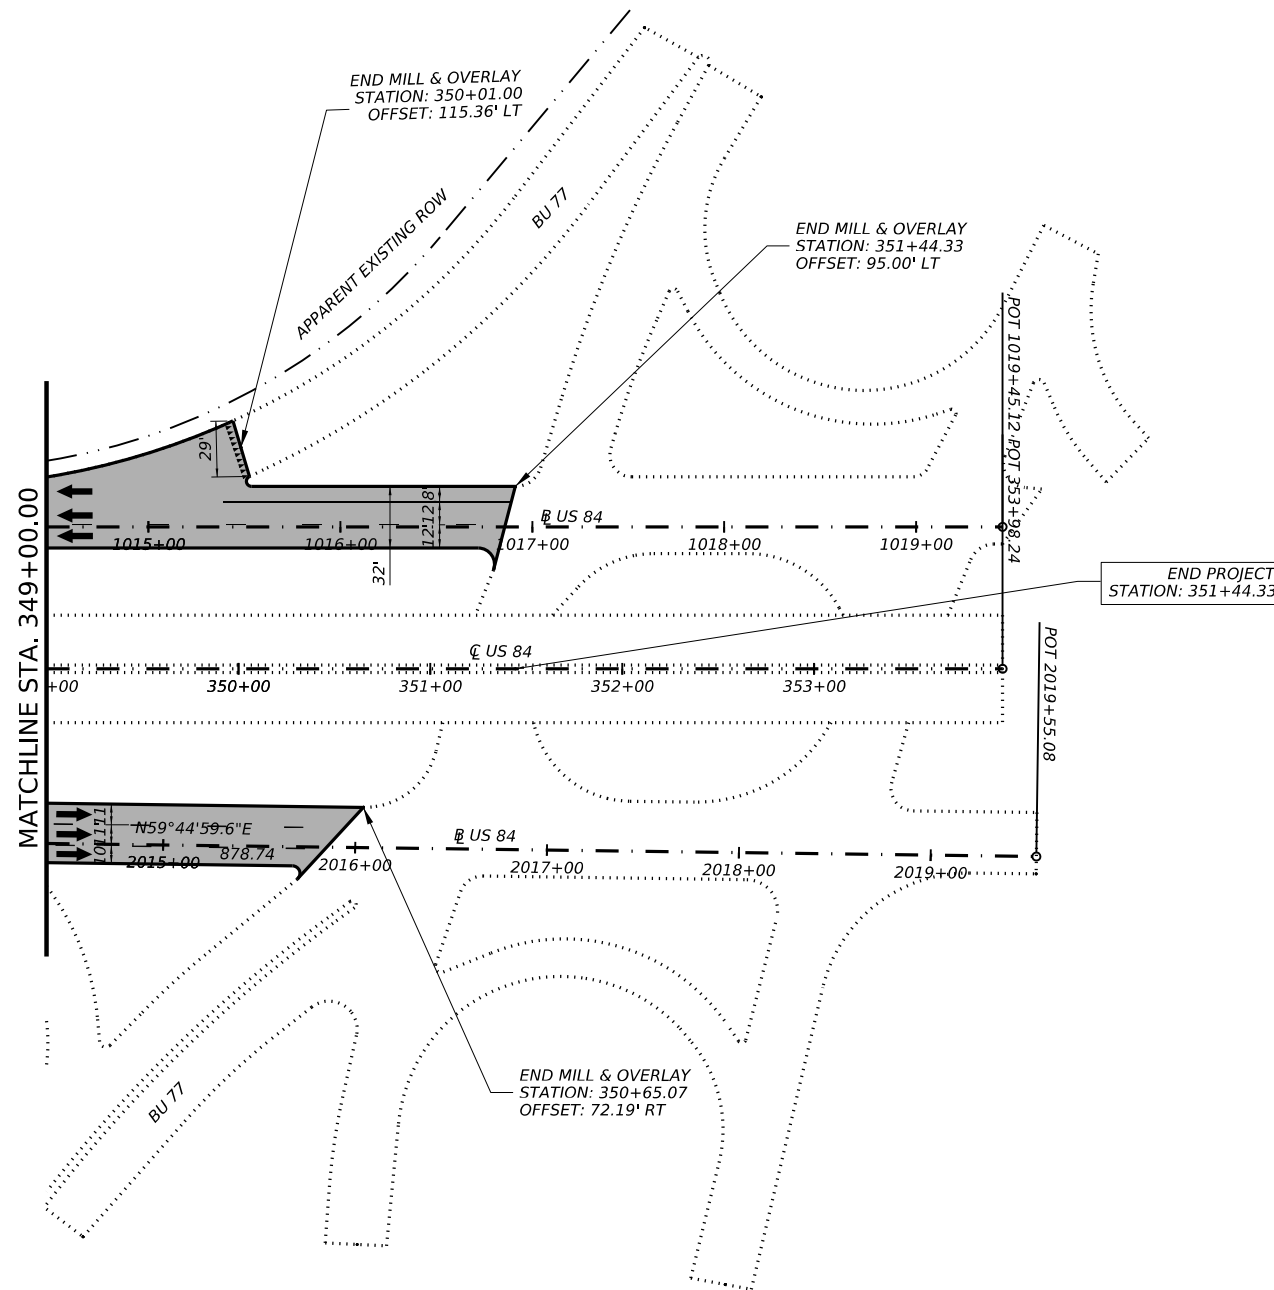 END MILL & OVERLAY
STATION: 350+01.00
OFFSET: 115.36' LT
APPARENT EXISTING ROW
BU 77
END MILL & OVERLAY
STATION: 351+44.33
OFFSET: 95.00' LT
POT 1019+45.12
POT 353+98.24
29'
8'
12'
12'
32'
B US 84
1015+00
1016+00
1017+00
1018+00
1019+00
END PROJECT
STATION: 351+44.33
MATCHLINE STA. 349+00.00
℄ US 84
+00
350+00
351+00
352+00
353+00
POT 2019+55.08
11'
11'
10'
N59°44'59.6"E
878.74
B US 84
2015+00
2016+00
2017+00
2018+00
2019+00
END MILL & OVERLAY
STATION: 350+65.07
OFFSET: 72.19' RT
BU 77